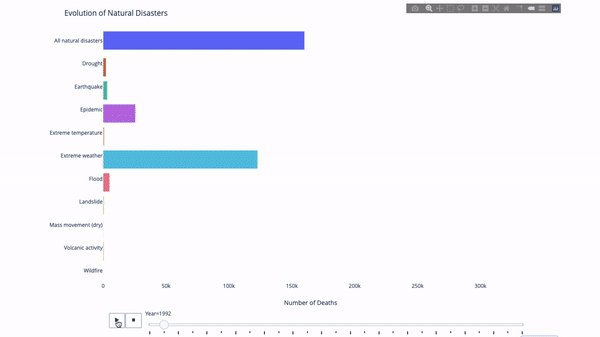 Evolution of Natural Disasters
All natural disasters
Drought
Earthquake
Epidemic
Extreme temperature
Extreme weather
Flood
Landslide
Mass movement (dry)
Volcanic activity
Wildfire
0 50k 100k 150k 200k 250k 300k
Number of Deaths
Year=1992